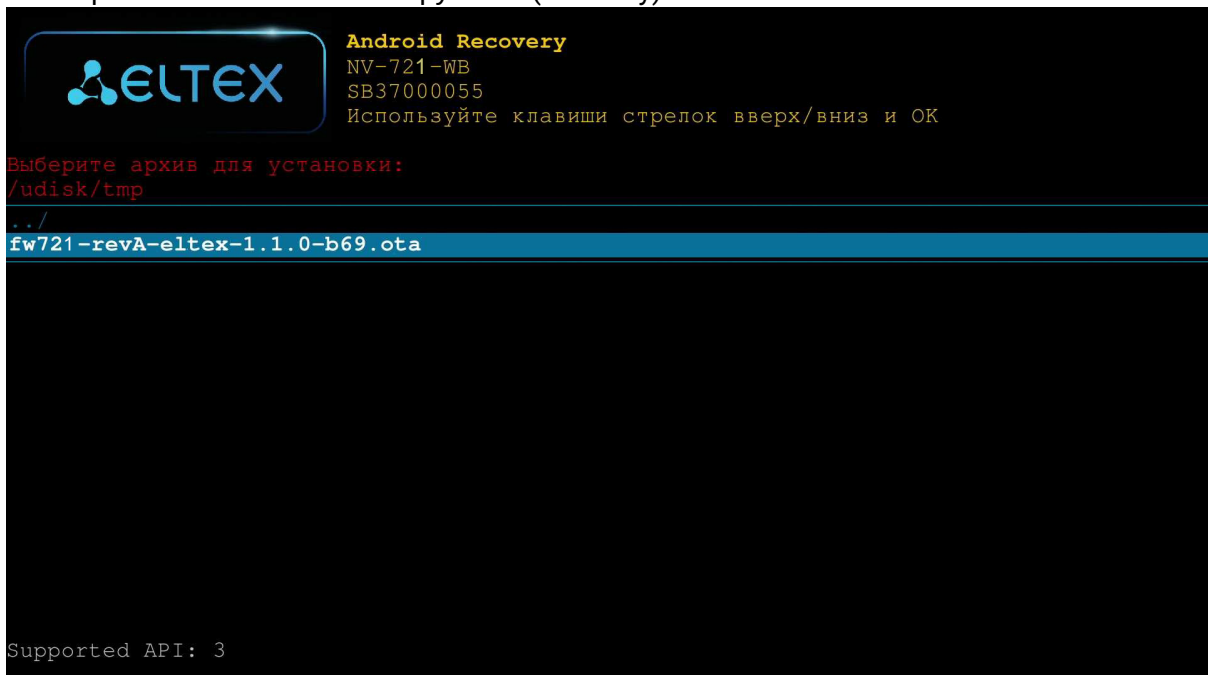 ELTEX
Android Recovery
NV-721-WB
SB37000055
Используйте клавиши стрелок вверх/вниз и OK
Выберите архив для установки:
/udisk/tmp
../
fw721-revA-eltex-1.1.0-b69.ota
Supported API: 3